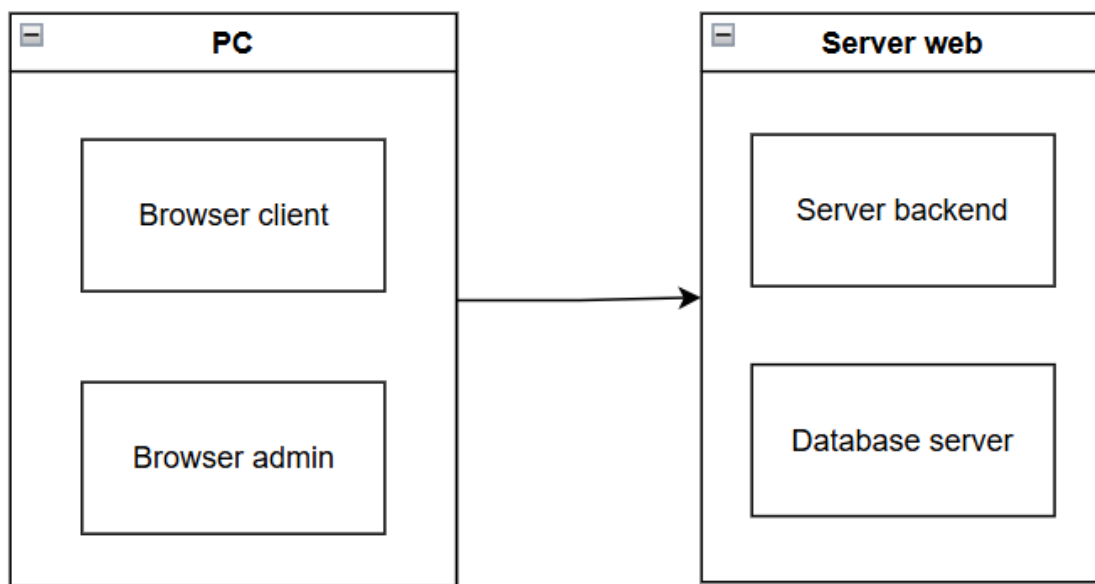 PC
Browser client
Browser admin
Server web
Server backend
Database server